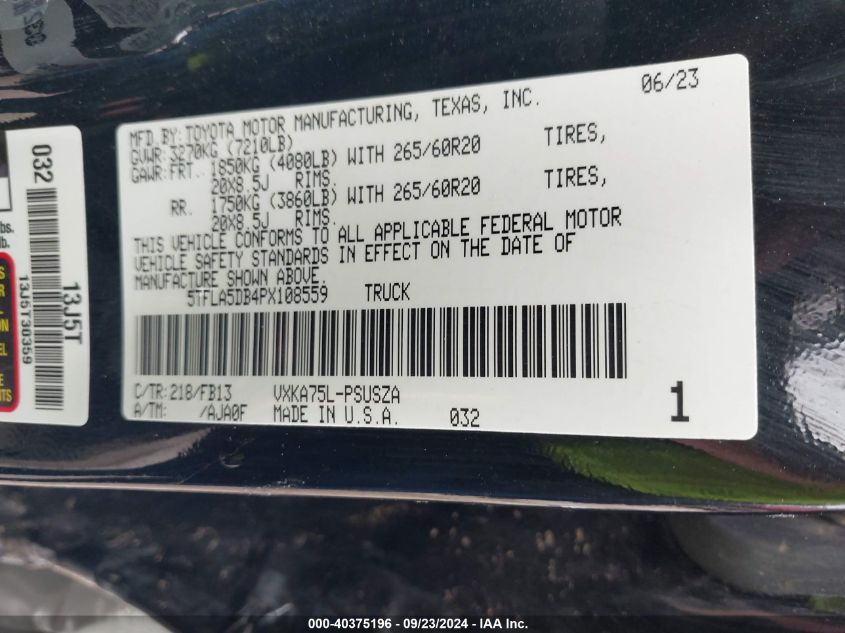 06/23
MFD.BY:TOYOTA MOTOR MANUFACTURING, TEXAS, INC.
GVWR:3270KG (7210LB)
GAWR:FRT. 1850KG (4080LB) WITH 265/60R20 TIRES,
20X8.5J RIMS.
RR. 1750KG (3860LB) WITH 265/60R20 TIRES,
20X8.5J RIMS.
THIS VEHICLE CONFORMS TO ALL APPLICABLE FEDERAL MOTOR
VEHICLE SAFETY STANDARDS IN EFFECT ON THE DATE OF
MANUFACTURE SHOWN ABOVE.
5TFLA5DB4PX108559 TRUCK
C/TR:218/FB13 VXKA75L-PSUSZA
A/TM: /AJA0F MADE IN U.S.A. 032
1
032
13J5T
13J5T30359
lbs.
lb.
000-40375196 - 09/23/2024 - IAA Inc.